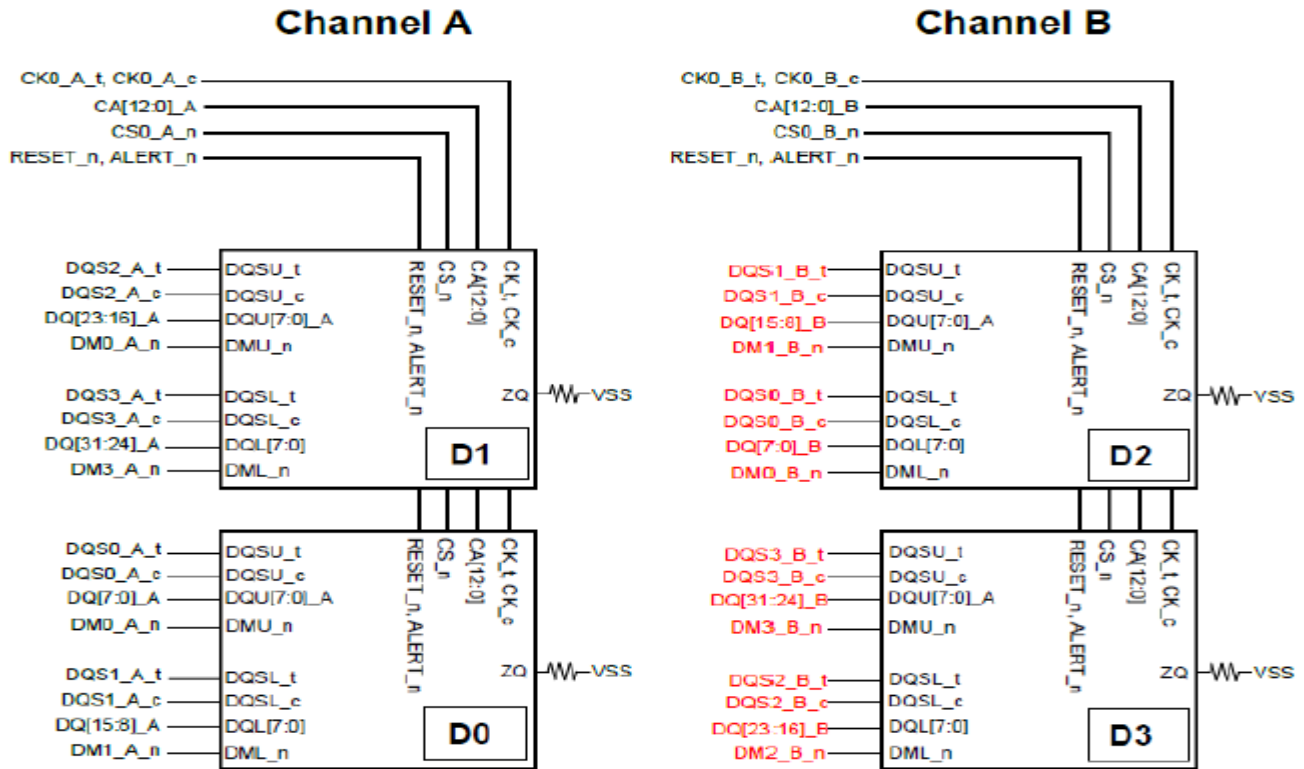 Channel A
CK0_A_t, CK0_A_c
CA[12:0]_A
CS0_A_n
RESET_n, ALERT_n
DQS2_A_t
DQS2_A_c
DQ[23:16]_A
DM0_A_n
DQS3_A_t
DQS3_A_c
DQ[31:24]_A
DM3_A_n
DQSU_t
DQSU_c
DQU[7:0]_A
DMU_n
DQSL_t
DQSL_c
DQL[7:0]
DML_n
RESET_n, ALERT_n
CS_n
CA[12:0]
CK_t, CK_c
ZQ
VSS
D1
DQS0_A_t
DQS0_A_c
DQ[7:0]_A
DM0_A_n
DQS1_A_t
DQS1_A_c
DQ[15:8]_A
DM1_A_n
DQSU_t
DQSU_c
DQU[7:0]_A
DMU_n
DQSL_t
DQSL_c
DQL[7:0]
DML_n
RESET_n, ALERT_n
CS_n
CA[12:0]
CK_t, CK_c
ZQ
VSS
D0
Channel B
CK0_B_t, CK0_B_c
CA[12:0]_B
CS0_B_n
RESET_n, ALERT_n
DQS1_B_t
DQS1_B_c
DQ[15:8]_B
DM1_B_n
DQS0_B_t
DQS0_B_c
DQ[7:0]_B
DM0_B_n
DQSU_t
DQSU_c
DQU[7:0]_A
DMU_n
DQSL_t
DQSL_c
DQL[7:0]
DML_n
RESET_n, ALERT_n
CS_n
CA[12:0]
CK_t, CK_c
ZQ
VSS
D2
DQS3_B_t
DQS3_B_c
DQ[31:24]_B
DM3_B_n
DQS2_B_t
DQS2_B_c
DQ[23:16]_B
DM2_B_n
DQSU_t
DQSU_c
DQU[7:0]_A
DMU_n
DQSL_t
DQSL_c
DQL[7:0]
DML_n
RESET_n, ALERT_n
CS_n
CA[12:0]
CK_t, CK_c
ZQ
VSS
D3